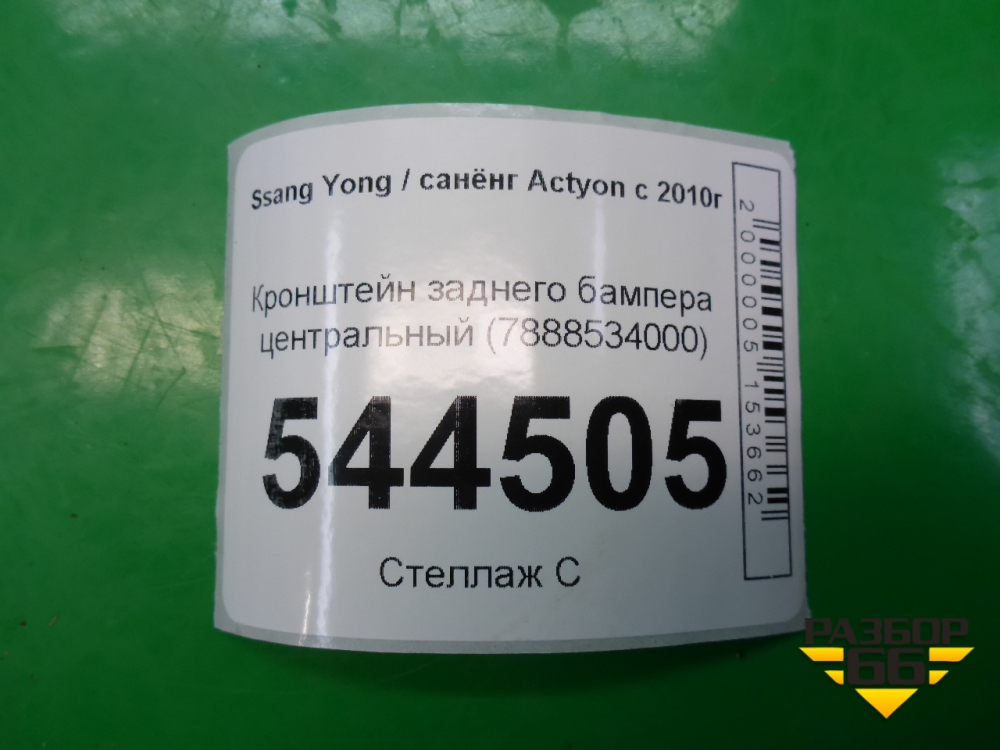 Ssang Yong / санёнг Actyon с 2010г
Кронштейн заднего бампера
центральный (7888534000)
544505
Стеллаж С
2000005153662
РАЗБОР
66